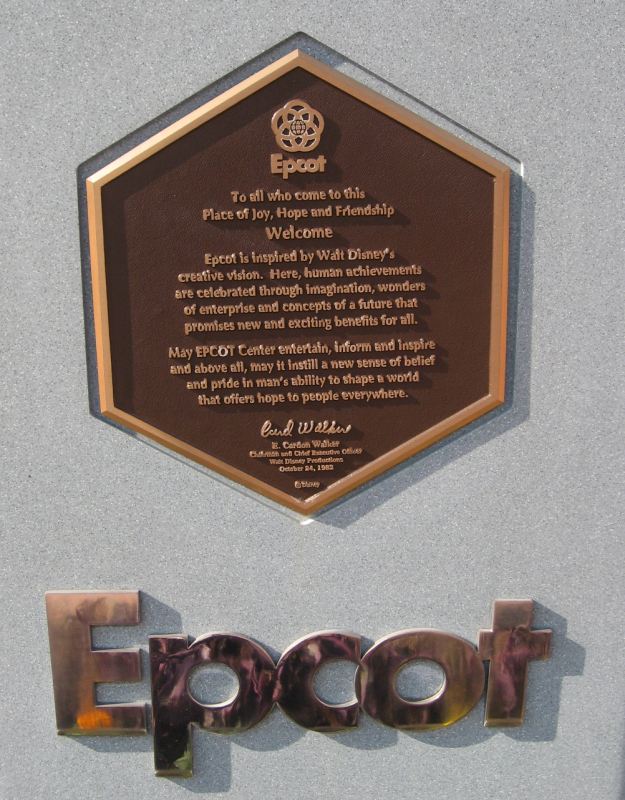 Epcot
To all who come to this
Place of Joy, Hope and Friendship
Welcome
Epcot is inspired by Walt Disney's
creative vision. Here, human achievements
are celebrated through imagination, wonders
of enterprise and concepts of a future that
promises new and exciting benefits for all.
May EPCOT Center entertain, inform and inspire
and above all, may it instill a new sense of belief
and pride in man's ability to shape a world
that offers hope to people everywhere.
Card Walker
E. Cardon Walker
Chairman and Chief Executive Officer
Walt Disney Productions
October 24, 1982
©Disney
Epcot